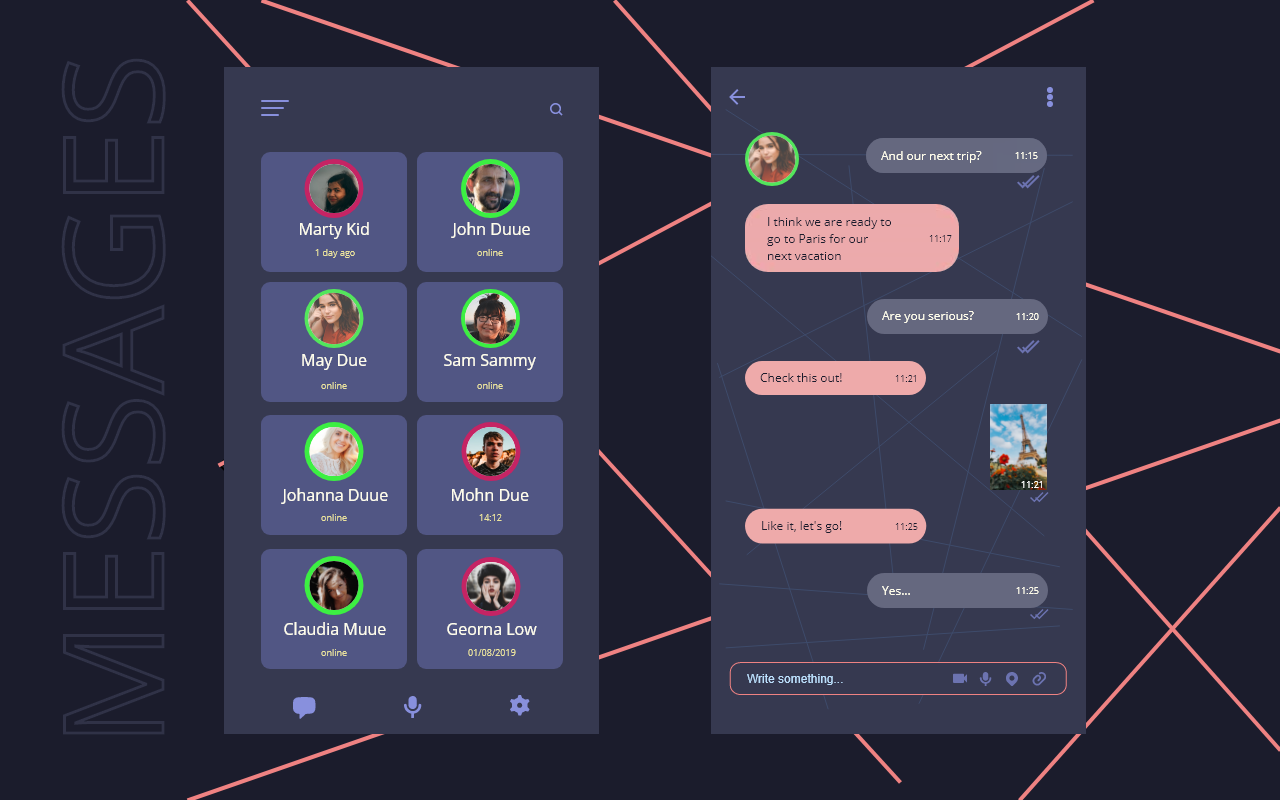 MESSAGES
Marty Kid
1 day ago
John Duue
online
May Due
online
Sam Sammy
online
Johanna Duue
online
Mohn Due
14:12
Claudia Muue
online
Georna Low
01/08/2019
And our next trip? 11:15
I think we are ready to
go to Paris for our 11:17
next vacation
Are you serious? 11:20
Check this out! 11:21
11:21
Like it, let's go! 11:25
Yes... 11:25
Write something...